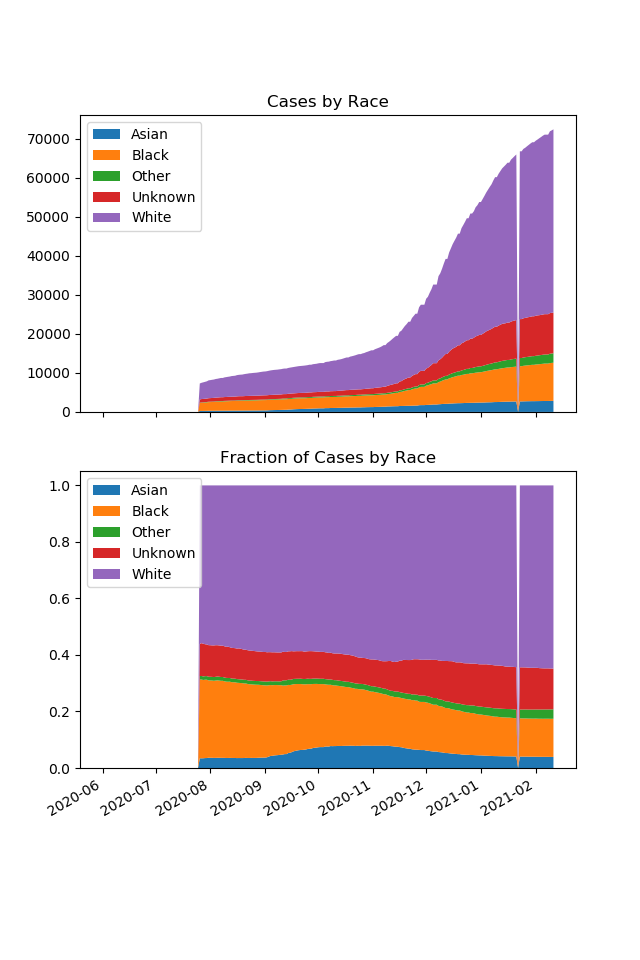 Cases by Race
70000
60000
50000
40000
30000
20000
10000
0
Asian
Black
Other
Unknown
White
Fraction of Cases by Race
1.0
0.8
0.6
0.4
0.2
0.0
Asian
Black
Other
Unknown
White
2020-06
2020-07
2020-08
2020-09
2020-10
2020-11
2020-12
2021-01
2021-02